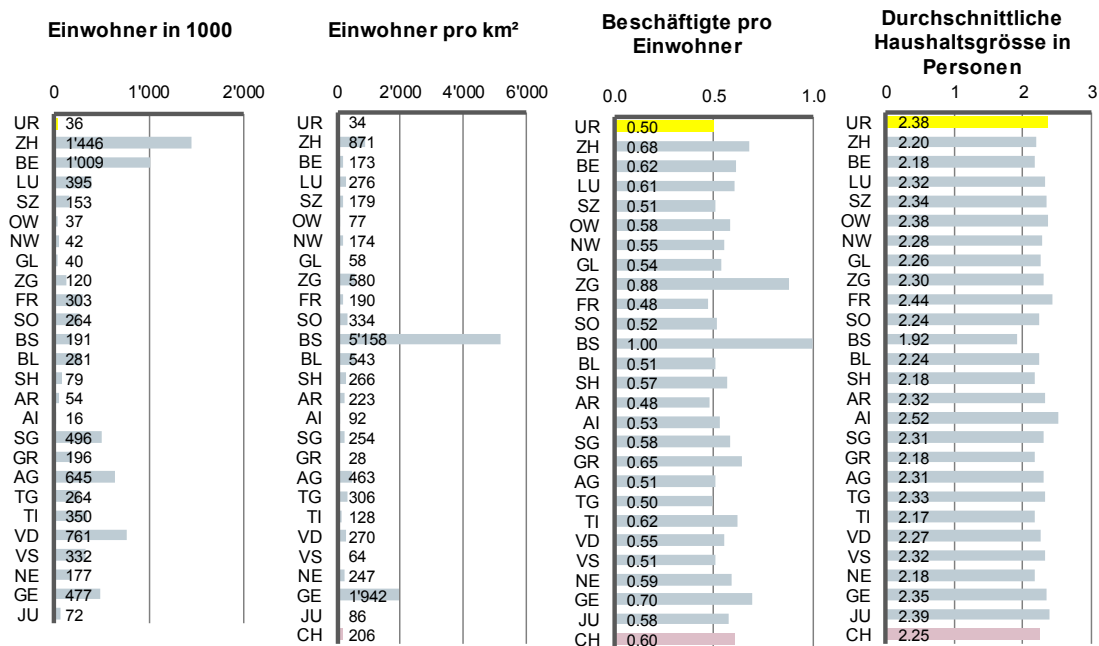 Einwohner in 1000
0 1'000 2'000
UR 36
ZH 1'446
BE 1'009
LU 395
SZ 153
OW 37
NW 42
GL 40
ZG 120
FR 303
SO 264
BS 191
BL 281
SH 79
AR 54
AI 16
SG 496
GR 196
AG 645
TG 264
TI 350
VD 761
VS 332
NE 177
GE 477
JU 72
Einwohner pro km²
0 2'000 4'000 6'000
UR 34
ZH 871
BE 173
LU 276
SZ 179
OW 77
NW 174
GL 58
ZG 580
FR 190
SO 334
BS 5'158
BL 543
SH 266
AR 223
AI 92
SG 254
GR 28
AG 463
TG 306
TI 128
VD 270
VS 64
NE 247
GE 1'942
JU 86
CH 206
Beschäftigte pro
Einwohner
0.0 0.5 1.0
UR 0.50
ZH 0.68
BE 0.62
LU 0.61
SZ 0.51
OW 0.58
NW 0.55
GL 0.54
ZG 0.88
FR 0.48
SO 0.52
BS 1.00
BL 0.51
SH 0.57
AR 0.48
AI 0.53
SG 0.58
GR 0.65
AG 0.51
TG 0.50
TI 0.62
VD 0.55
VS 0.51
NE 0.59
GE 0.70
JU 0.58
CH 0.60
Durchschnittliche
Haushaltsgrösse in
Personen
0 1 2 3
UR 2.38
ZH 2.20
BE 2.18
LU 2.32
SZ 2.34
OW 2.38
NW 2.28
GL 2.26
ZG 2.30
FR 2.44
SO 2.24
BS 1.92
BL 2.24
SH 2.18
AR 2.32
AI 2.52
SG 2.31
GR 2.18
AG 2.31
TG 2.33
TI 2.17
VD 2.27
VS 2.32
NE 2.18
GE 2.35
JU 2.39
CH 2.25